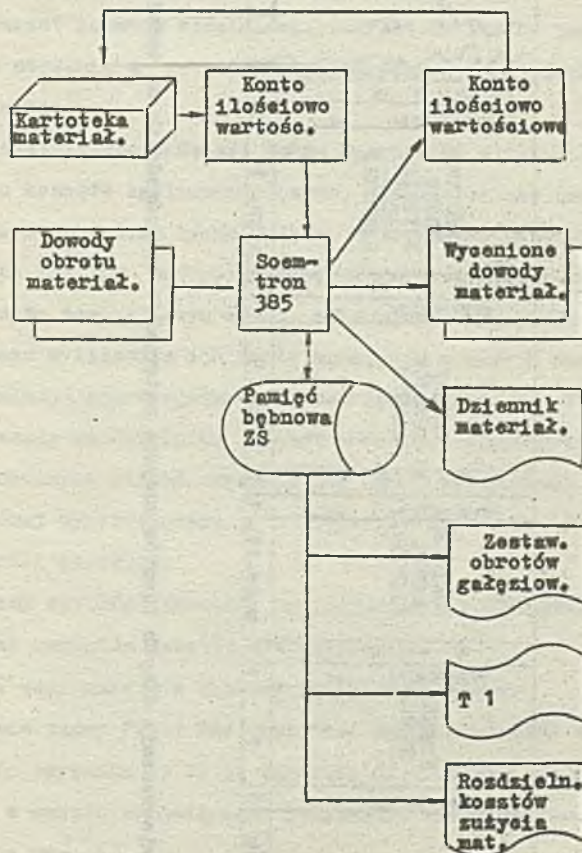 Kartoteka
materiał.
Konto
ilościowo
wartośc.
Konto
ilościowo
wartościowe
Dowody
obrotu
materiał.
Soem-
tron
385
Wycenione
dowody
materiał.
Pamięć
bębnowa
ZS
Dziennik
materiał.
Zestaw.
obrotów
gałęziow.
T 1
Rozdzieln.
kosztów
zużycia
mat.